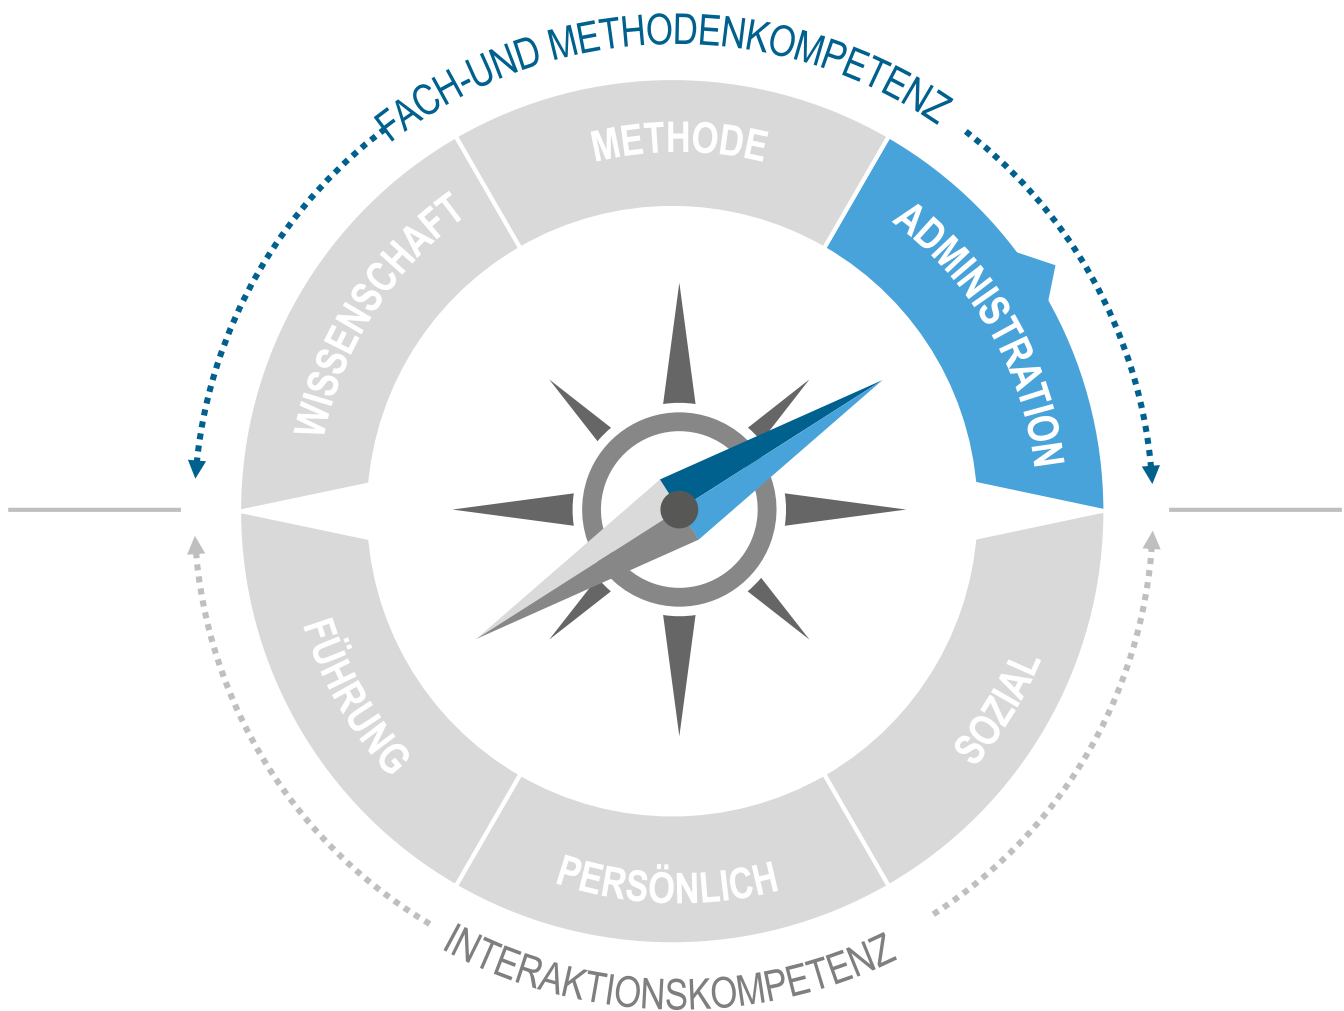 FACH-UND METHODENKOMPETENZ
METHODE
WISSENSCHAFT
ADMINISTRATION
FÜHRUNG
SOZIAL
PERSÖNLICH
INTERAKTIONSKOMPETENZ